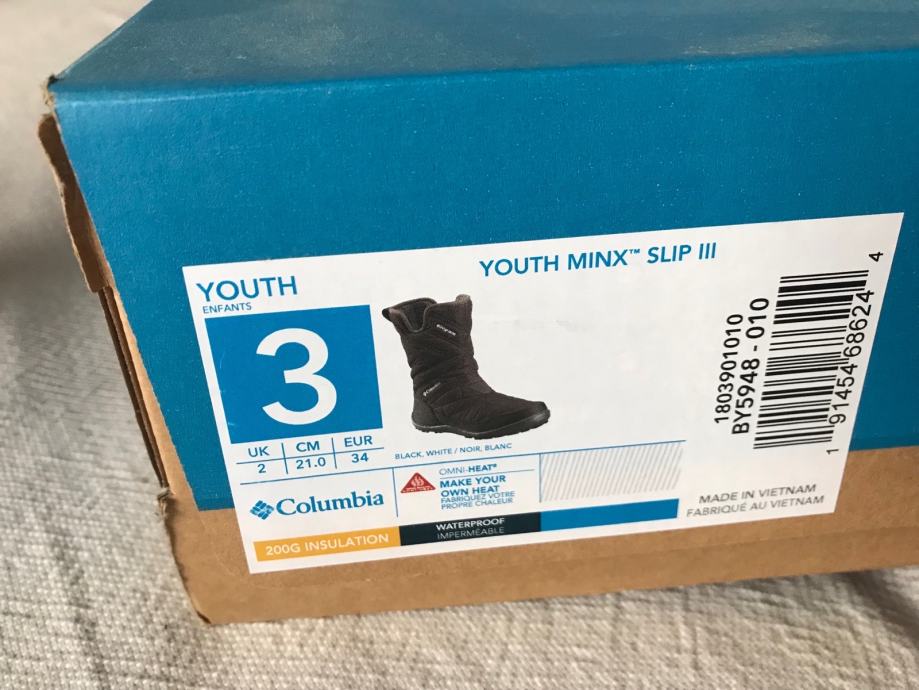 YOUTH MINX™ SLIP III
YOUTH
ENFANTS
3
UK | CM | EUR
2 | 21.0 | 34
BLACK, WHITE / NOIR, BLANC
Columbia
OMNI-HEAT®
MAKE YOUR
OWN HEAT
FABRIQUEZ VOTRE
PROPRE CHALEUR
200G INSULATION
WATERPROOF
IMPERMÉABLE
1803901010
BY5948 - 010
1 91454 68624 4
MADE IN VIETNAM
FABRIQUÉ AU VIETNAM